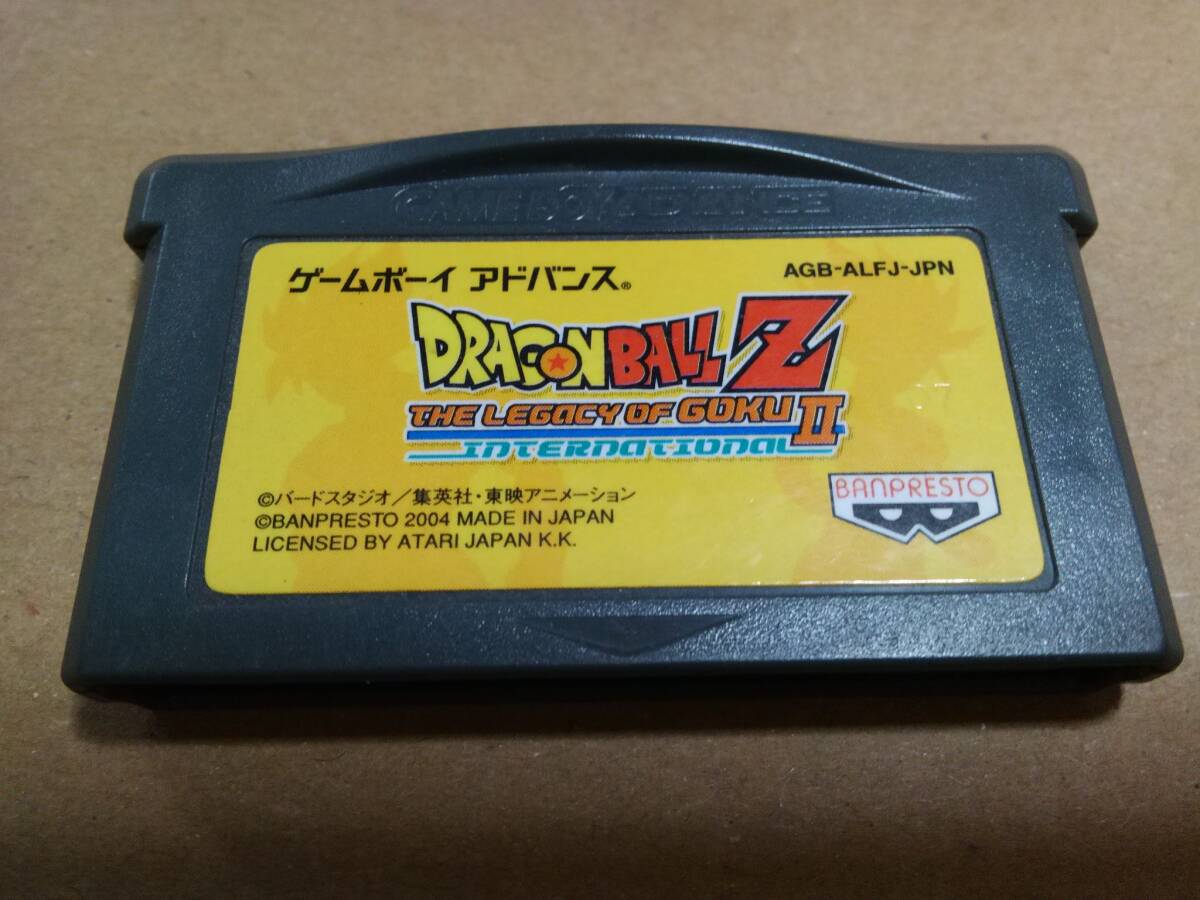 GAME BOY ADVANCE
ゲームボーイ アドバンス®
AGB-ALFJ-JPN
DRAGON BALL Z
THE LEGACY OF GOKU II
INTERNATIONAL
©バードスタジオ／集英社・東映アニメーション
©BANPRESTO 2004 MADE IN JAPAN
LICENSED BY ATARI JAPAN K.K.
BANPRESTO